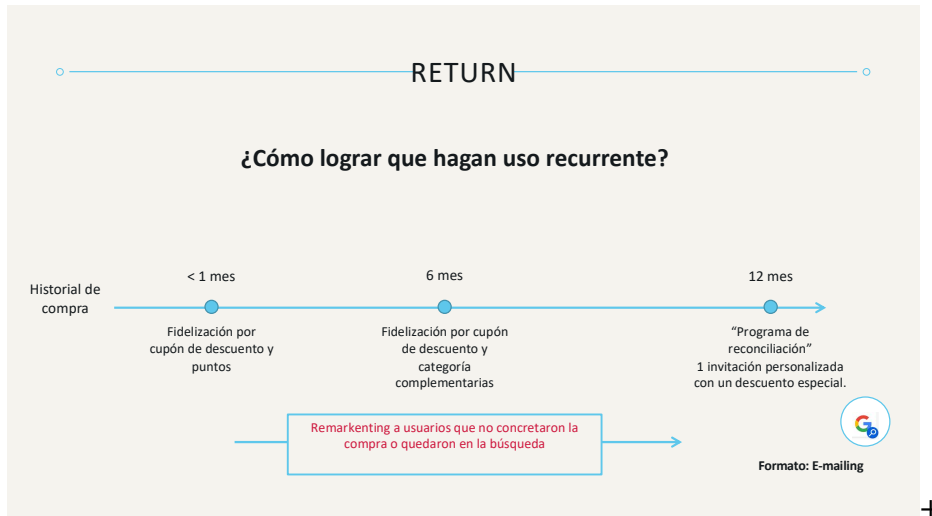 RETURN
¿Cómo lograr que hagan uso recurrente?
Historial de
compra
< 1 mes
6 mes
12 mes
Fidelización por
cupón de descuento y
puntos
Fidelización por cupón
de descuento y
categoría
complementarias
“Programa de
reconciliación”
1 invitación personalizada
con un descuento especial.
Remarkenting a usuarios que no concretaron la
compra o quedaron en la búsqueda
G
Formato: E-mailing